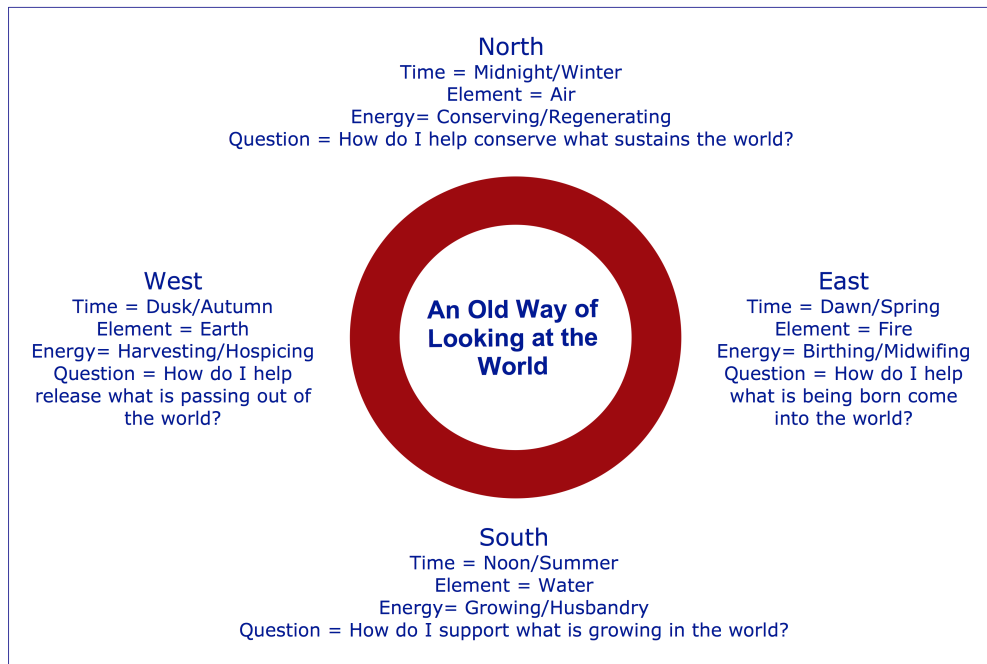 North
Time = Midnight/Winter
Element = Air
Energy= Conserving/Regenerating
Question = How do I help conserve what sustains the world?
West
Time = Dusk/Autumn
Element = Earth
Energy= Harvesting/Hospicing
Question = How do I help
release what is passing out of
the world?
An Old Way of
Looking at the
World
East
Time = Dawn/Spring
Element = Fire
Energy= Birthing/Midwifing
Question = How do I help
what is being born come
into the world?
South
Time = Noon/Summer
Element = Water
Energy= Growing/Husbandry
Question = How do I support what is growing in the world?